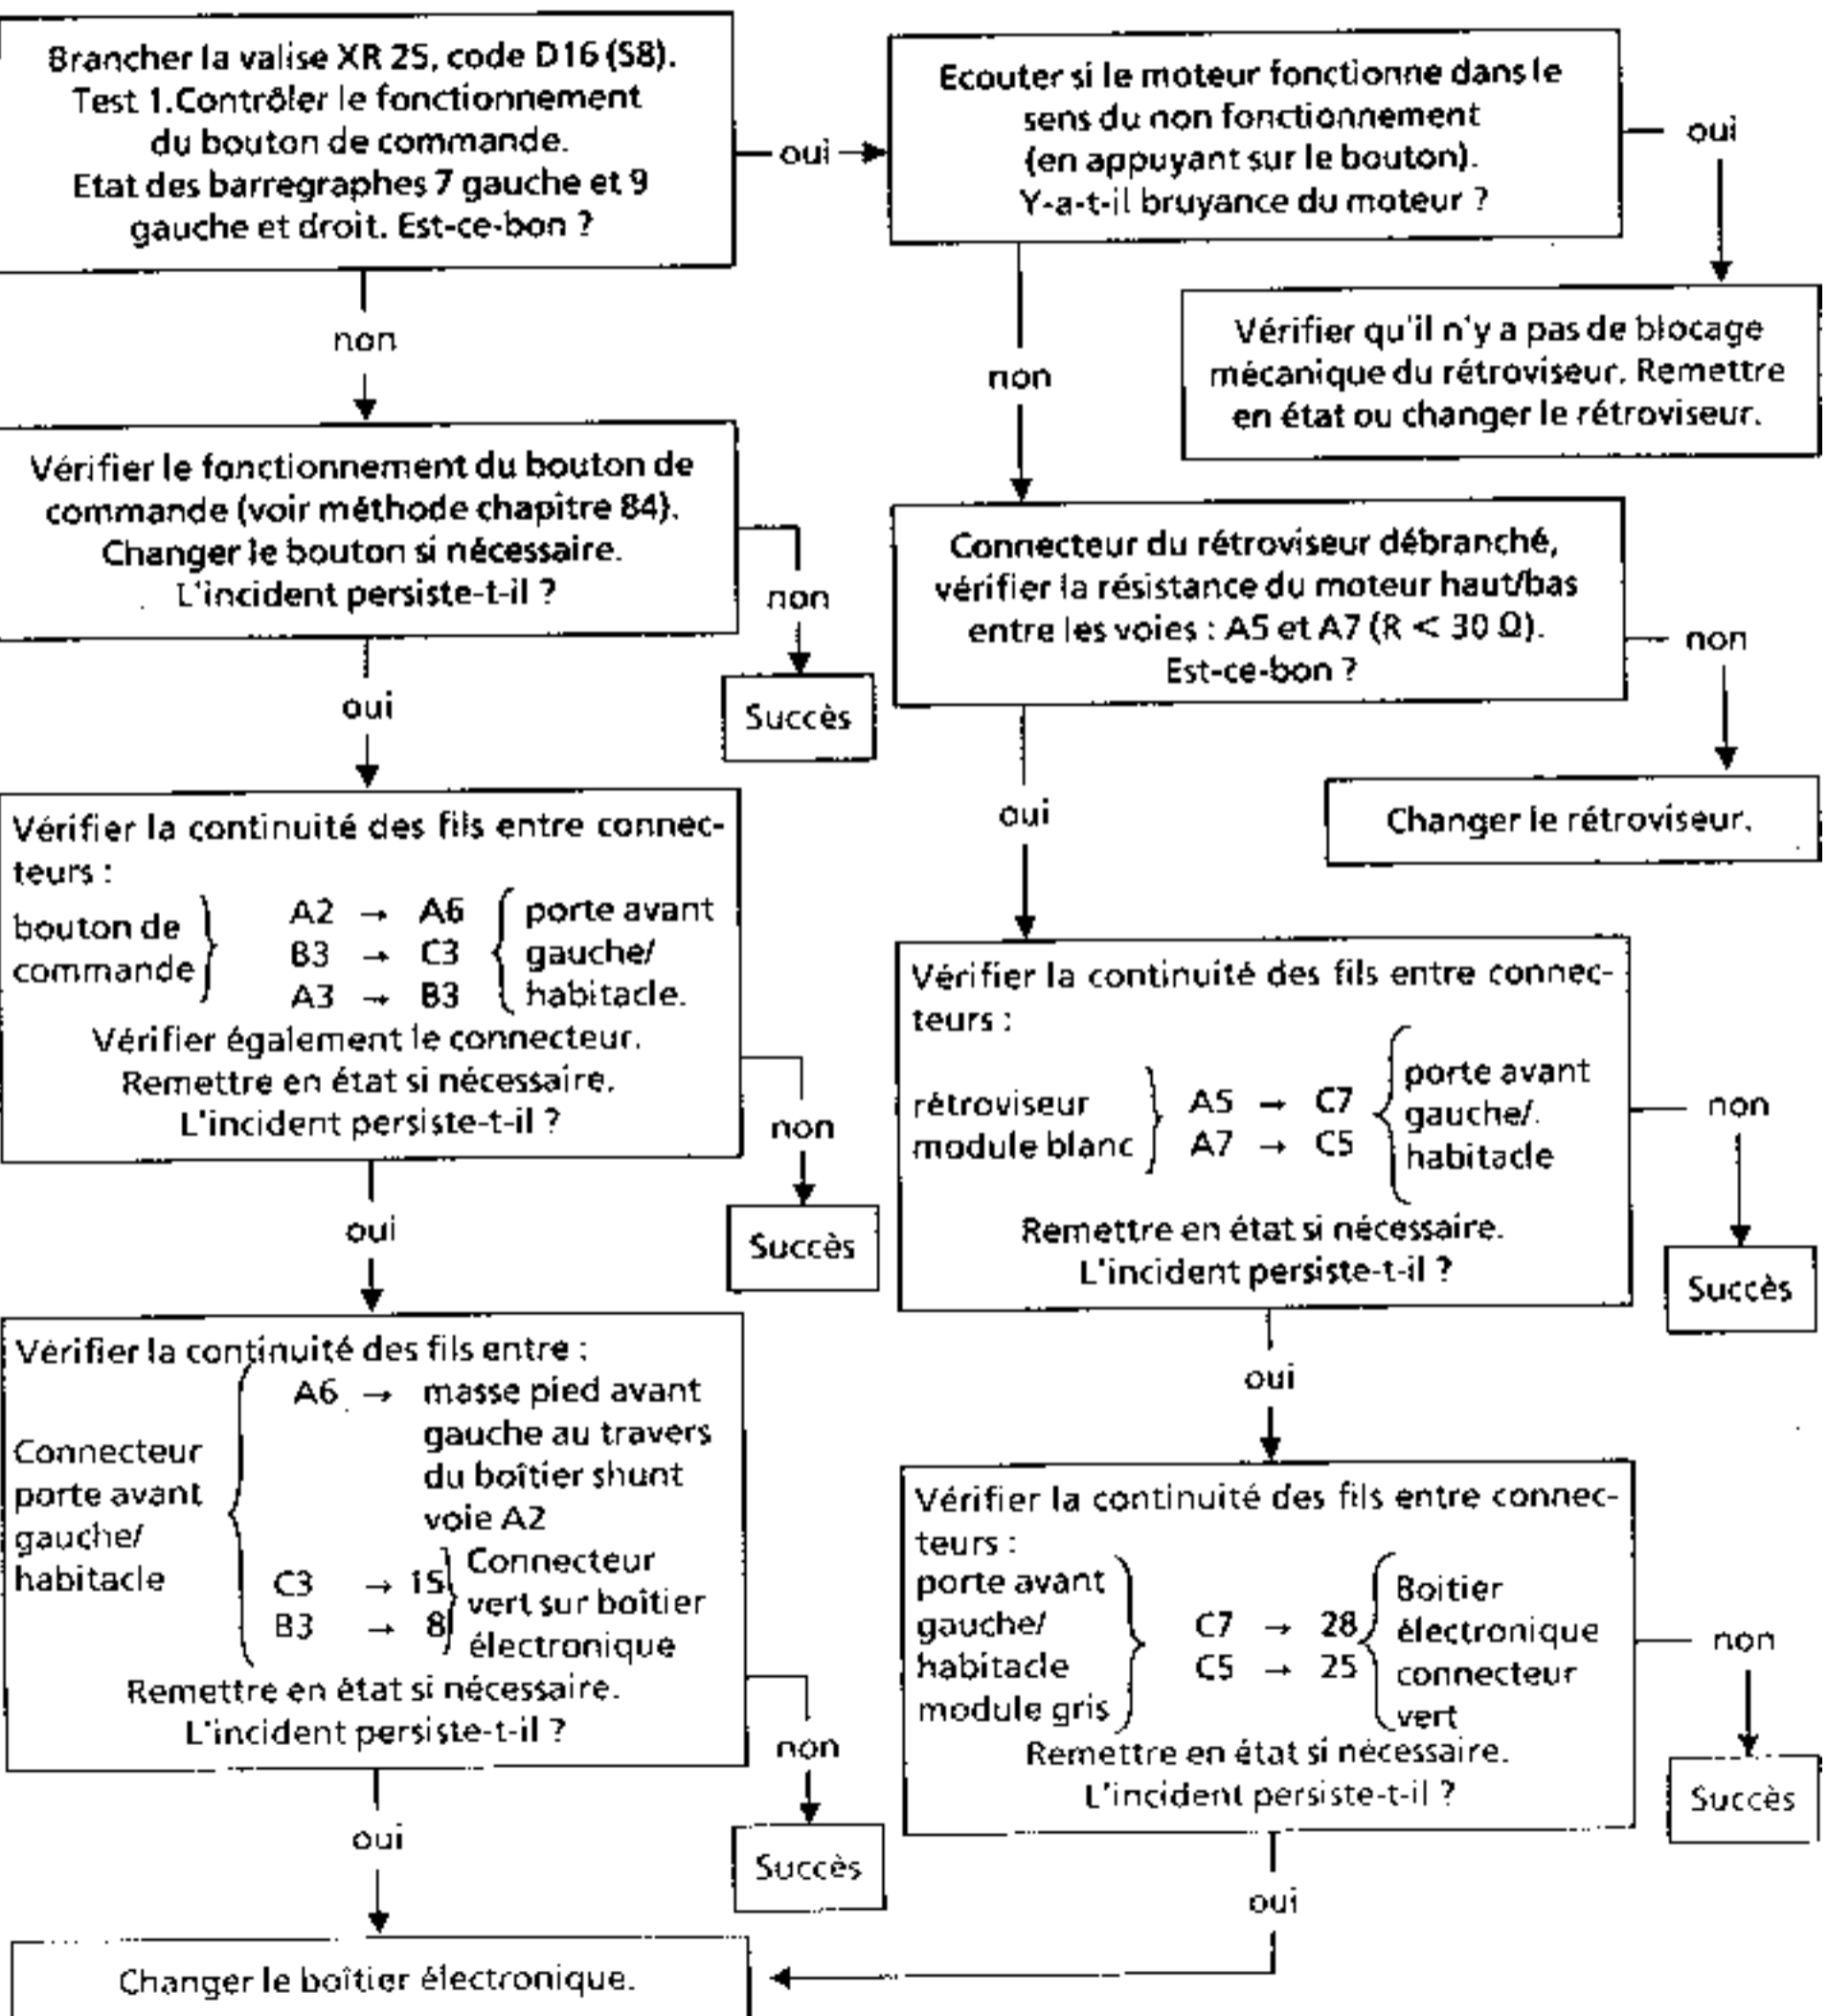 Brancher la valise XR 25, code D16 (S8).
Test 1.Contrôler le fonctionnement
du bouton de commande.
Etat des barregraphes 7 gauche et 9
gauche et droit. Est-ce-bon ?
oui
Ecouter si le moteur fonctionne dans le
sens du non fonctionnement
(en appuyant sur le bouton).
Y-a-t-il bruyance du moteur ?
oui
non
non
Vérifier qu'il n'y a pas de blocage
mécanique du rétroviseur. Remettre
en état ou changer le rétroviseur.
Vérifier le fonctionnement du bouton de
commande (voir méthode chapitre 84).
Changer le bouton si nécessaire.
L'incident persiste-t-il ?
non
Succès
oui
Connecteur du rétroviseur débranché,
vérifier la résistance du moteur haut/bas
entre les voies : A5 et A7 (R < 30 Ω).
Est-ce-bon ?
non
Changer le rétroviseur.
oui
Vérifier la continuité des fils entre connec-
teurs :
bouton de
commande
A2 → A6
B3 → C3
A3 → B3
porte avant
gauche/
habitacle.
Vérifier également le connecteur.
Remettre en état si nécessaire.
L'incident persiste-t-il ?
non
Succès
oui
Vérifier la continuité des fils entre connec-
teurs :
rétroviseur
module blanc
A5 → C7
A7 → C5
porte avant
gauche/.
habitacle
Remettre en état si nécessaire.
L'incident persiste-t-il ?
non
Succès
oui
Vérifier la continuité des fils entre :
Connecteur
porte avant
gauche/
habitacle
A6 → masse pied avant
gauche au travers
du boîtier shunt
voie A2
C3 → 15
B3 → 8
Connecteur
vert sur boîtier
électronique
Remettre en état si nécessaire.
L'incident persiste-t-il ?
non
Succès
oui
Vérifier la continuité des fils entre connec-
teurs :
porte avant
gauche/
habitacle
module gris
C7 → 28
C5 → 25
Boitier
électronique
connecteur
vert
Remettre en état si nécessaire.
L'incident persiste-t-il ?
non
Succès
oui
Changer le boîtier électronique.